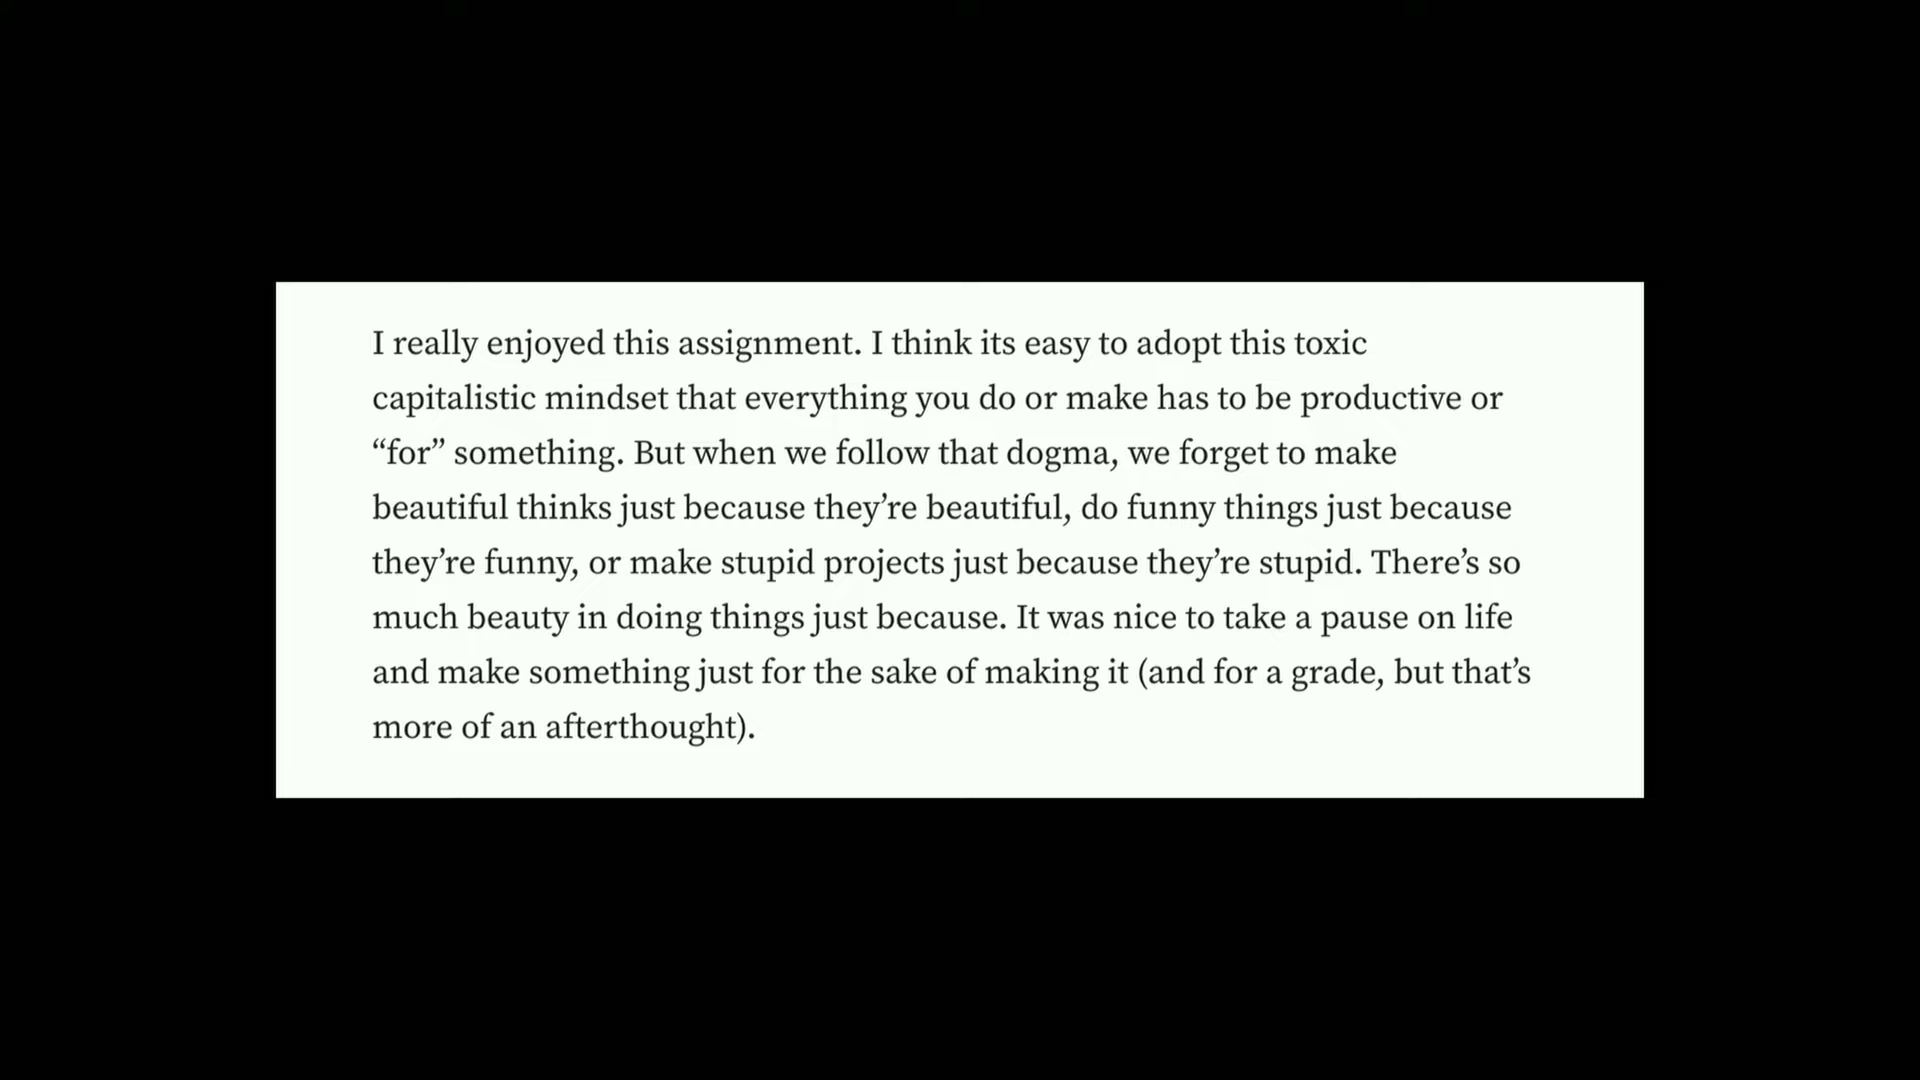 I really enjoyed this assignment. I think its easy to adopt this toxic
capitalistic mindset that everything you do or make has to be productive or
“for” something. But when we follow that dogma, we forget to make
beautiful thinks just because they’re beautiful, do funny things just because
they’re funny, or make stupid projects just because they’re stupid. There’s so
much beauty in doing things just because. It was nice to take a pause on life
and make something just for the sake of making it (and for a grade, but that’s
more of an afterthought).